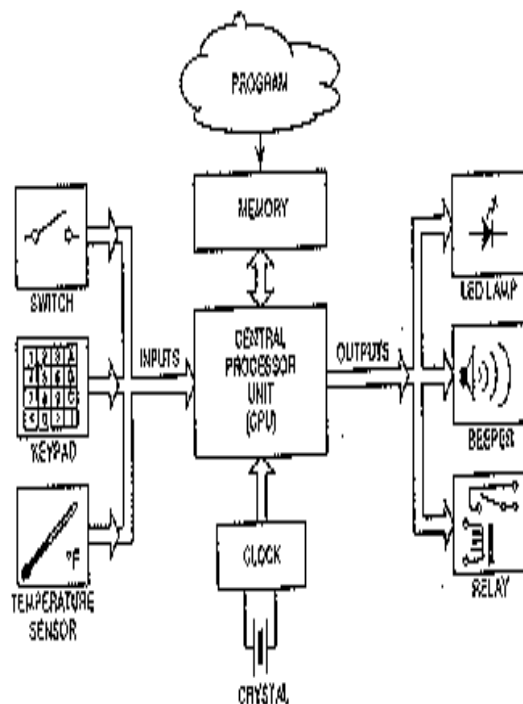 PROGRAM
MEMORY
SWITCH
LED LAMP
INPUTS
CENTRAL
PROCESSOR
UNIT
(CPU)
OUTPUTS
KEYPAD
BEEPER
°F
TEMPERATURE
SENSOR
CLOCK
RELAY
CRYSTAL